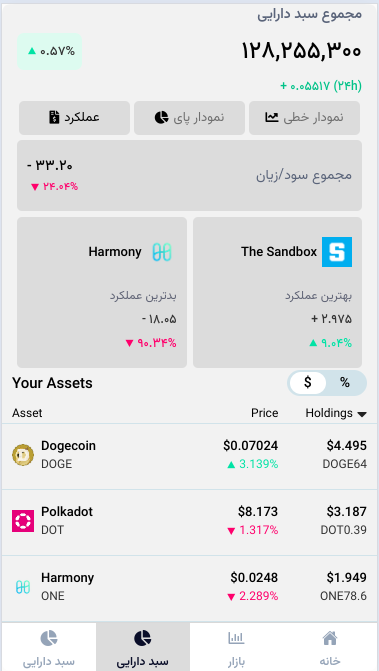 مجموع سبد دارایی
۱۲۸,۲۵۵,۳۰۰
▲ ۰.۵۷%
+ ۰.۰۵۵۱۷ (۲۴h)
نمودار خطی
نمودار پای
عملکرد
مجموع سود/زیان
- ۳۳.۲۰
▼ ۲۴.۰۴%
The Sandbox
بهترین عملکرد
+ ۲.۹۷۵
▲ ۹.۰۴%
Harmony
بدترین عملکرد
- ۱۸.۰۵
▼ ۹۰.۳۴%
Your Assets
$ %
Asset Price Holdings
Dogecoin $0.07024 $4.495
DOGE ▲ 3.139% DOGE64
Polkadot $8.173 $3.187
DOT ▼ 1.317% DOT0.39
Harmony $0.0248 $1.949
ONE ▼ 2.289% ONE78.6
خانه
بازار
سبد دارایی
سبد دارایی